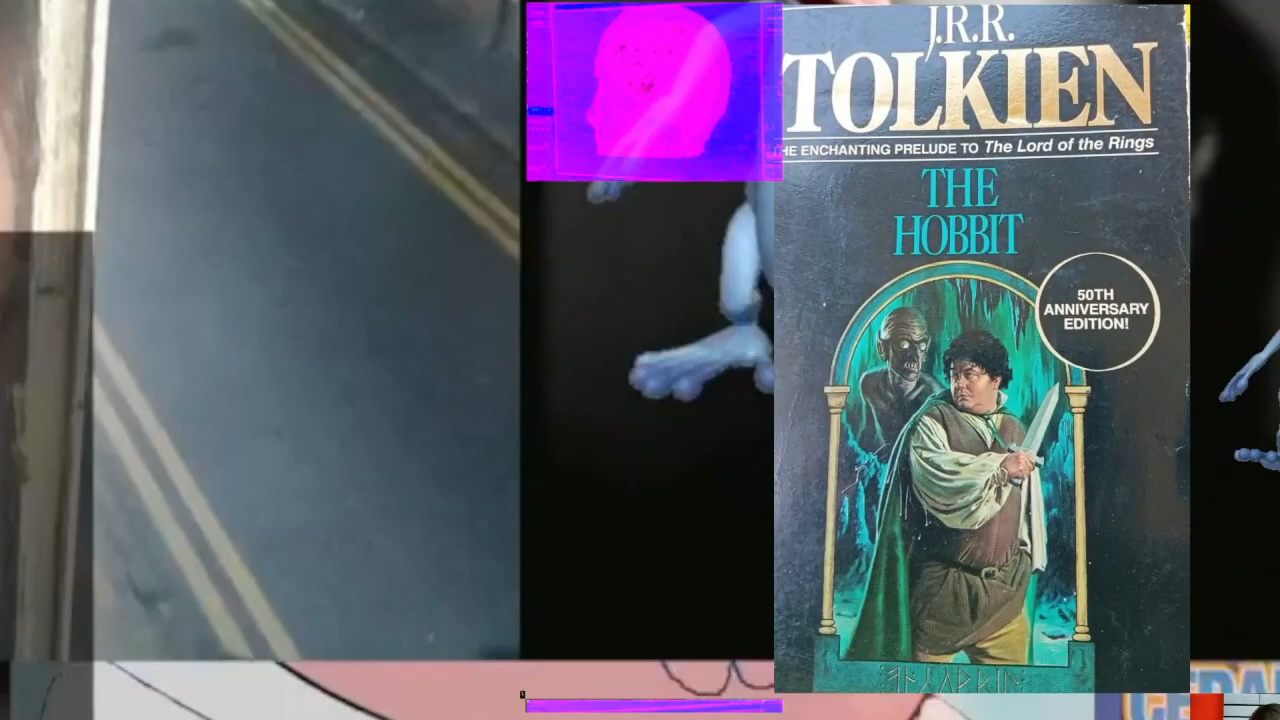 J.R.R.
TOLKIEN
HE ENCHANTING PRELUDE TO The Lord of the Rings
THE
HOBBIT
50TH
ANNIVERSARY
EDITION!